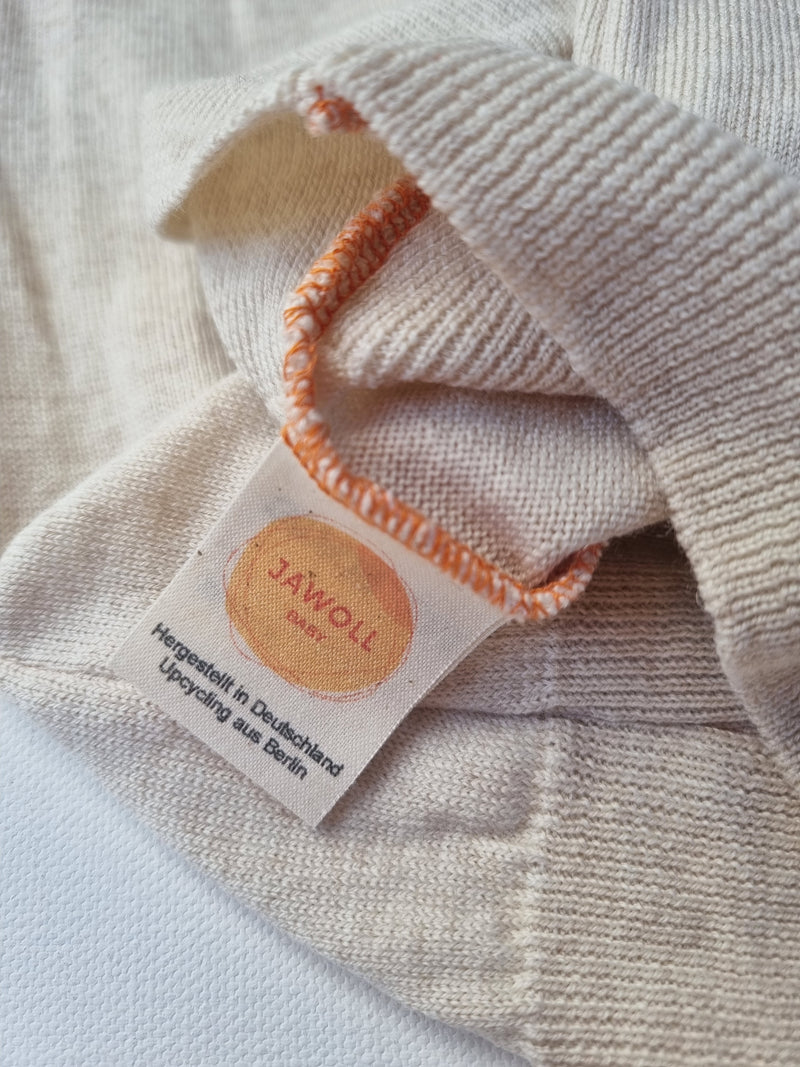 JAWOLL
BABY
Hergestellt in Deutschland
Upcycling aus Berlin